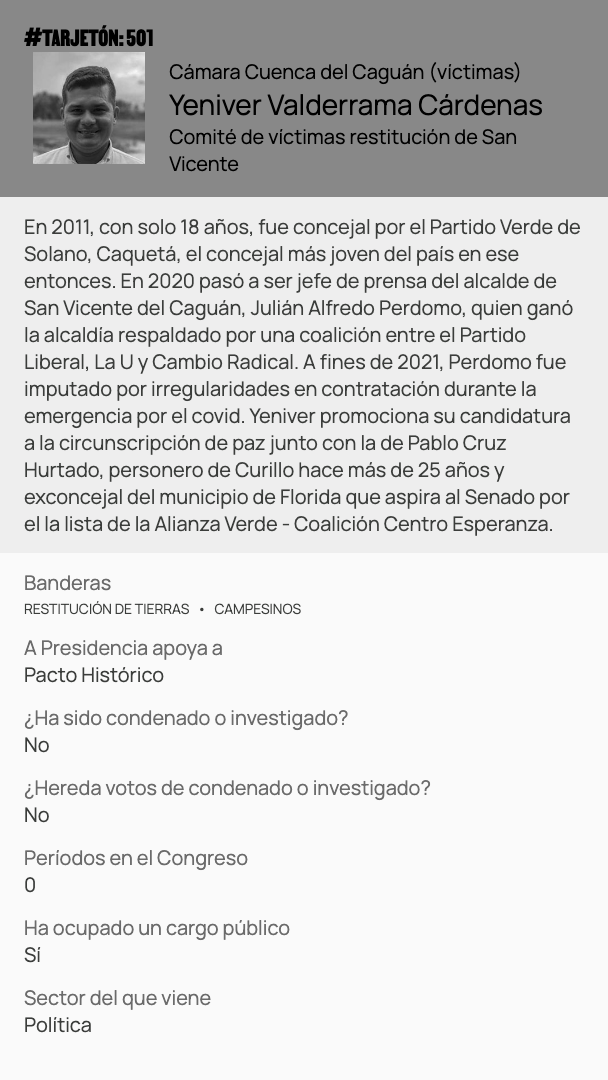 #TARJETÓN: 501
Cámara Cuenca del Caguán (víctimas)
Yeniver Valderrama Cárdenas
Comité de víctimas restitución de San
Vicente
En 2011, con solo 18 años, fue concejal por el Partido Verde de
Solano, Caquetá, el concejal más joven del país en ese
entonces. En 2020 pasó a ser jefe de prensa del alcalde de
San Vicente del Caguán, Julián Alfredo Perdomo, quien ganó
la alcaldía respaldado por una coalición entre el Partido
Liberal, La U y Cambio Radical. A fines de 2021, Perdomo fue
imputado por irregularidades en contratación durante la
emergencia por el covid. Yeniver promociona su candidatura
a la circunscripción de paz junto con la de Pablo Cruz
Hurtado, personero de Curillo hace más de 25 años y
exconcejal del municipio de Florida que aspira al Senado por
el la lista de la Alianza Verde - Coalición Centro Esperanza.
Banderas
RESTITUCIÓN DE TIERRAS • CAMPESINOS
A Presidencia apoya a
Pacto Histórico
¿Ha sido condenado o investigado?
No
¿Hereda votos de condenado o investigado?
No
Períodos en el Congreso
0
Ha ocupado un cargo público
Sí
Sector del que viene
Política